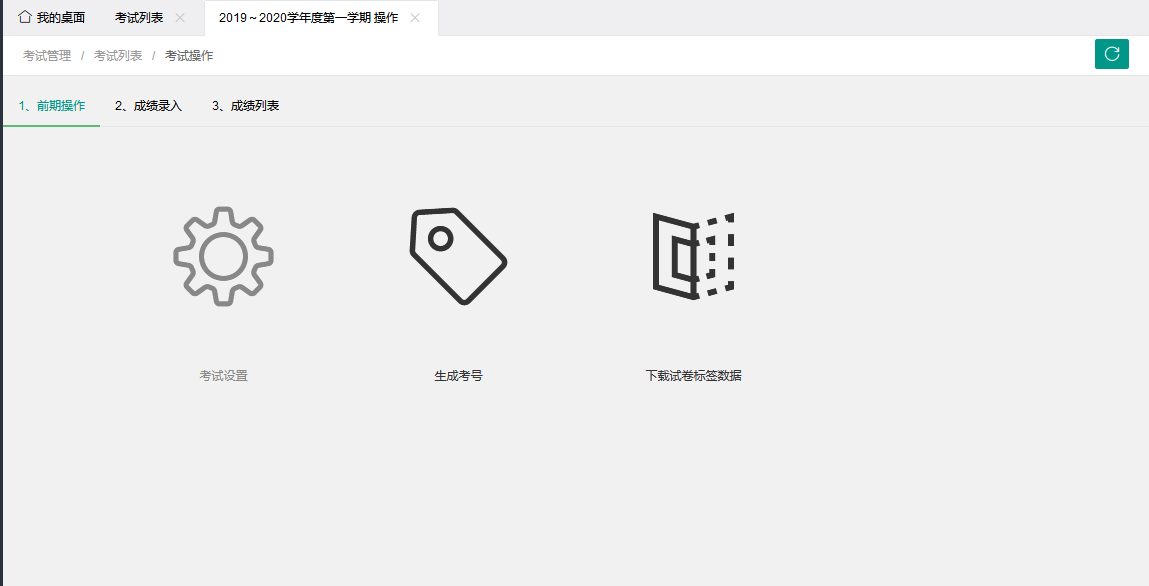 我的桌面 考试列表 2019～2020学年度第一学期 操作
考试管理 / 考试列表 / 考试操作
1、前期操作 2、成绩录入 3、成绩列表
考试设置 生成考号 下载试卷标签数据